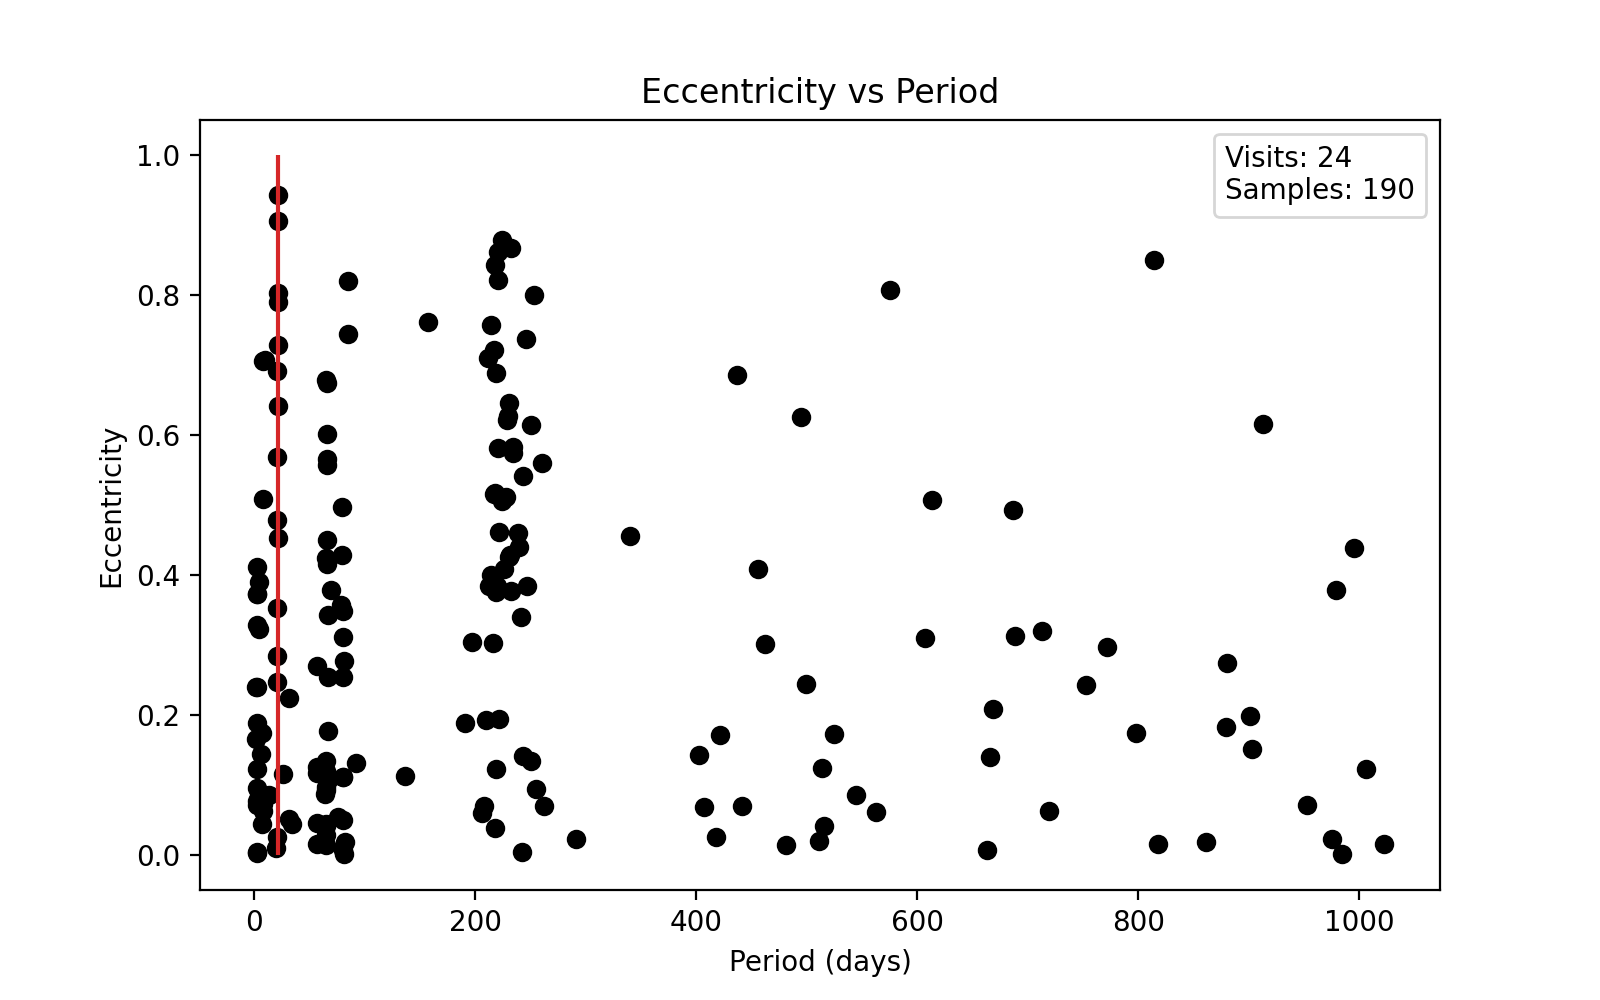 Eccentricity vs Period
Visits: 24
Samples: 190
1.0
0.8
0.6
0.4
0.2
0.0
Eccentricity
0 200 400 600 800 1000
Period (days)